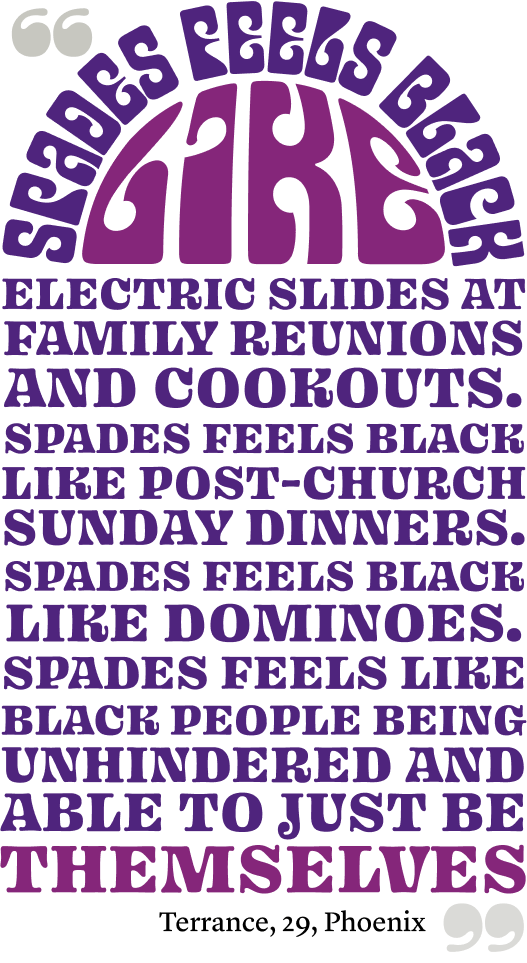 “
SPADES FEELS BLACK
LIKE
ELECTRIC SLIDES AT
FAMILY REUNIONS
AND COOKOUTS.
SPADES FEELS BLACK
LIKE POST-CHURCH
SUNDAY DINNERS.
SPADES FEELS BLACK
LIKE DOMINOES.
SPADES FEELS LIKE
BLACK PEOPLE BEING
UNHINDERED AND
ABLE TO JUST BE
THEMSELVES
Terrance, 29, Phoenix
”